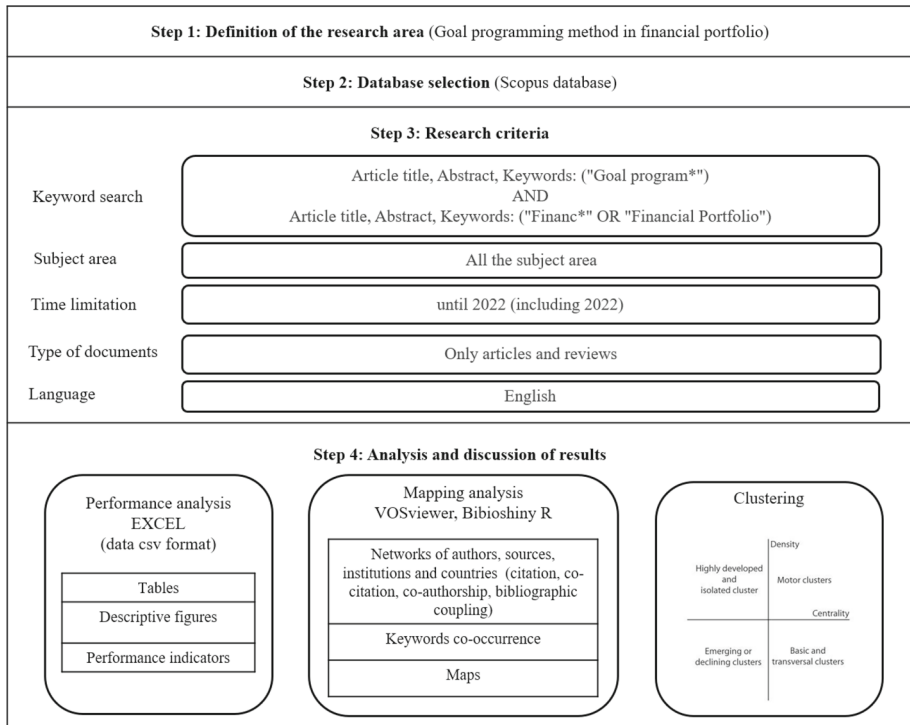 Step 1: Definition of the research area (Goal programming method in financial portfolio)
Step 2: Database selection (Scopus database)
Step 3: Research criteria
Keyword search
Article title, Abstract, Keywords: ("Goal program*")
AND
Article title, Abstract, Keywords: ("Financ*" OR "Financial Portfolio")
Subject area
All the subject area
Time limitation
until 2022 (including 2022)
Type of documents
Only articles and reviews
Language
English
Step 4: Analysis and discussion of results
Performance analysis
EXCEL
(data csv format)
Tables
Descriptive figures
Performance indicators
Mapping analysis
VOSviewer, Bibioshiny R
Networks of authors, sources,
institutions and countries (citation, co-
citation, co-authorship, bibliographic
coupling)
Keywords co-occurrence
Maps
Clustering
Density
Highly developed
and
isolated cluster
Motor clusters
Centrality
Emerging or
declining clusters
Basic and
transversal clusters